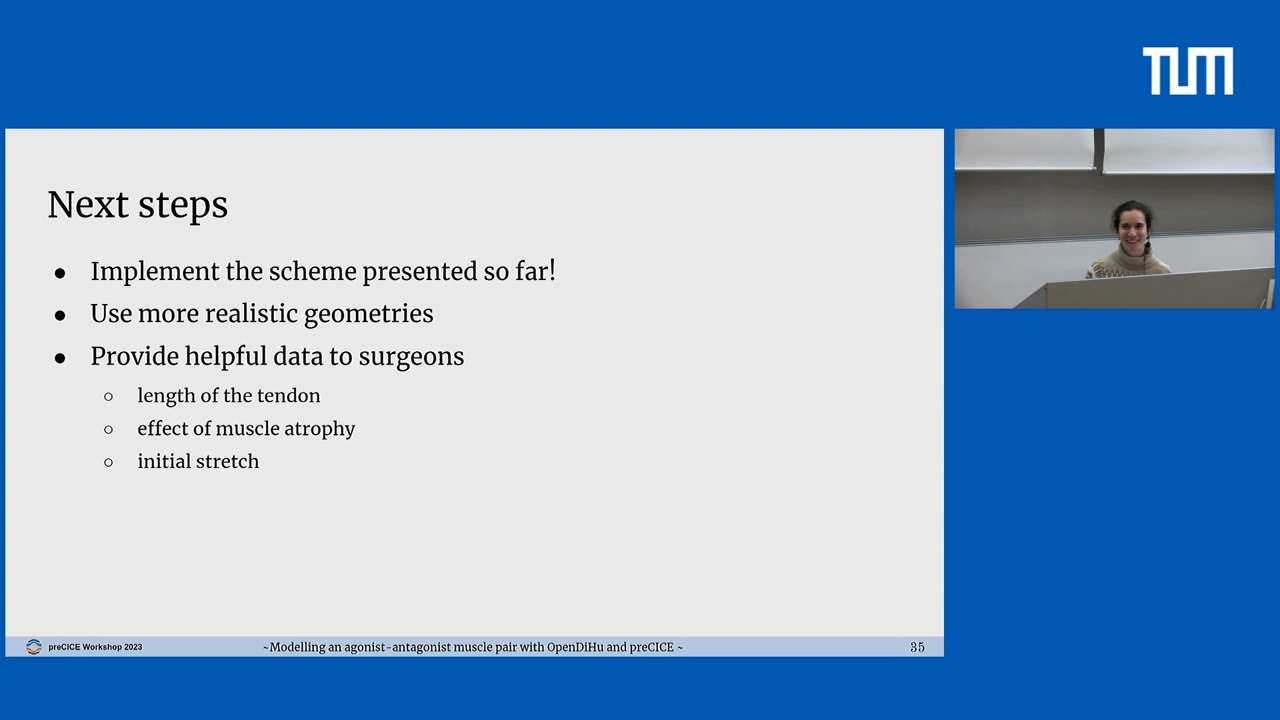 TUM
Next steps
● Implement the scheme presented so far!
● Use more realistic geometries
● Provide helpful data to surgeons
○ length of the tendon
○ effect of muscle atrophy
○ initial stretch
preCICE Workshop 2023
~Modelling an agonist-antagonist muscle pair with OpenDiHu and preCICE ~
35